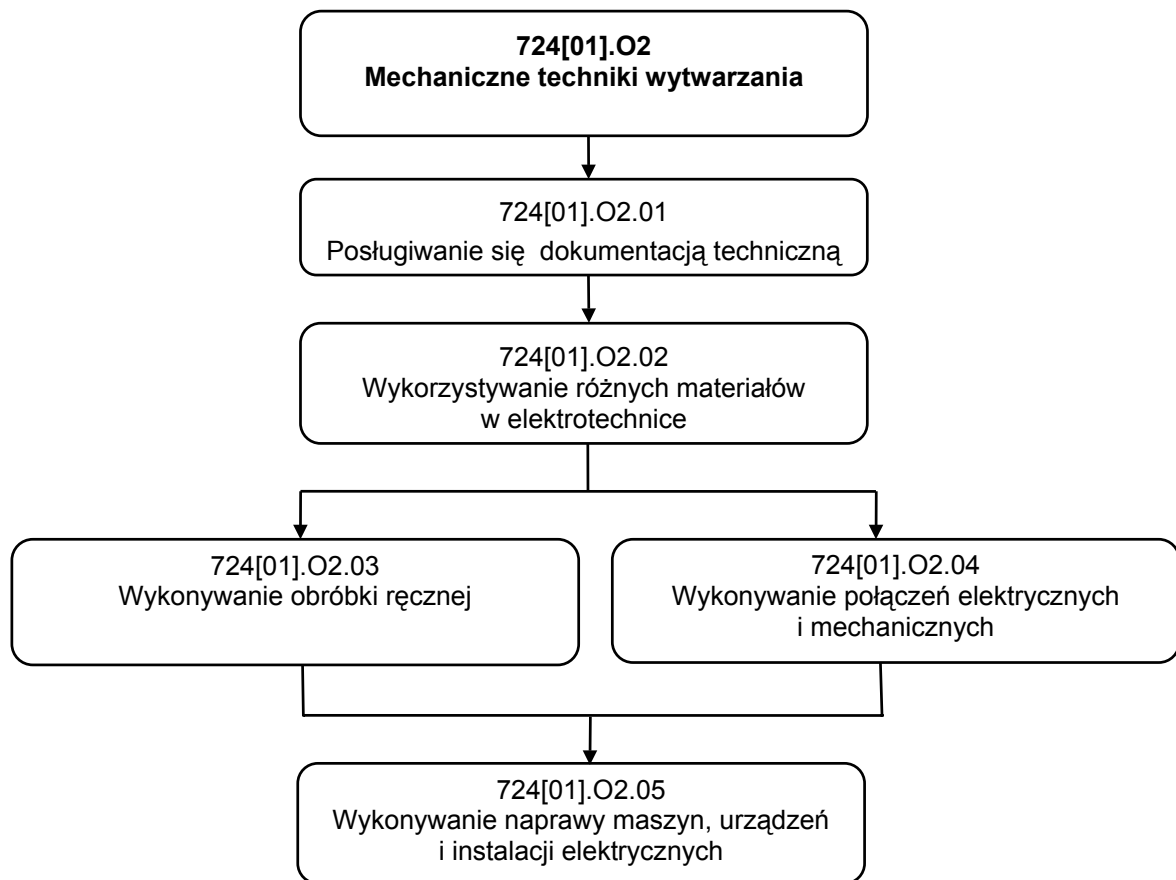 724[01].O2
Mechaniczne techniki wytwarzania
724[01].O2.01
Posługiwanie się dokumentacją techniczną
724[01].O2.02
Wykorzystywanie różnych materiałów
w elektrotechnice
724[01].O2.03
Wykonywanie obróbki ręcznej
724[01].O2.04
Wykonywanie połączeń elektrycznych
i mechanicznych
724[01].O2.05
Wykonywanie naprawy maszyn, urządzeń
i instalacji elektrycznych